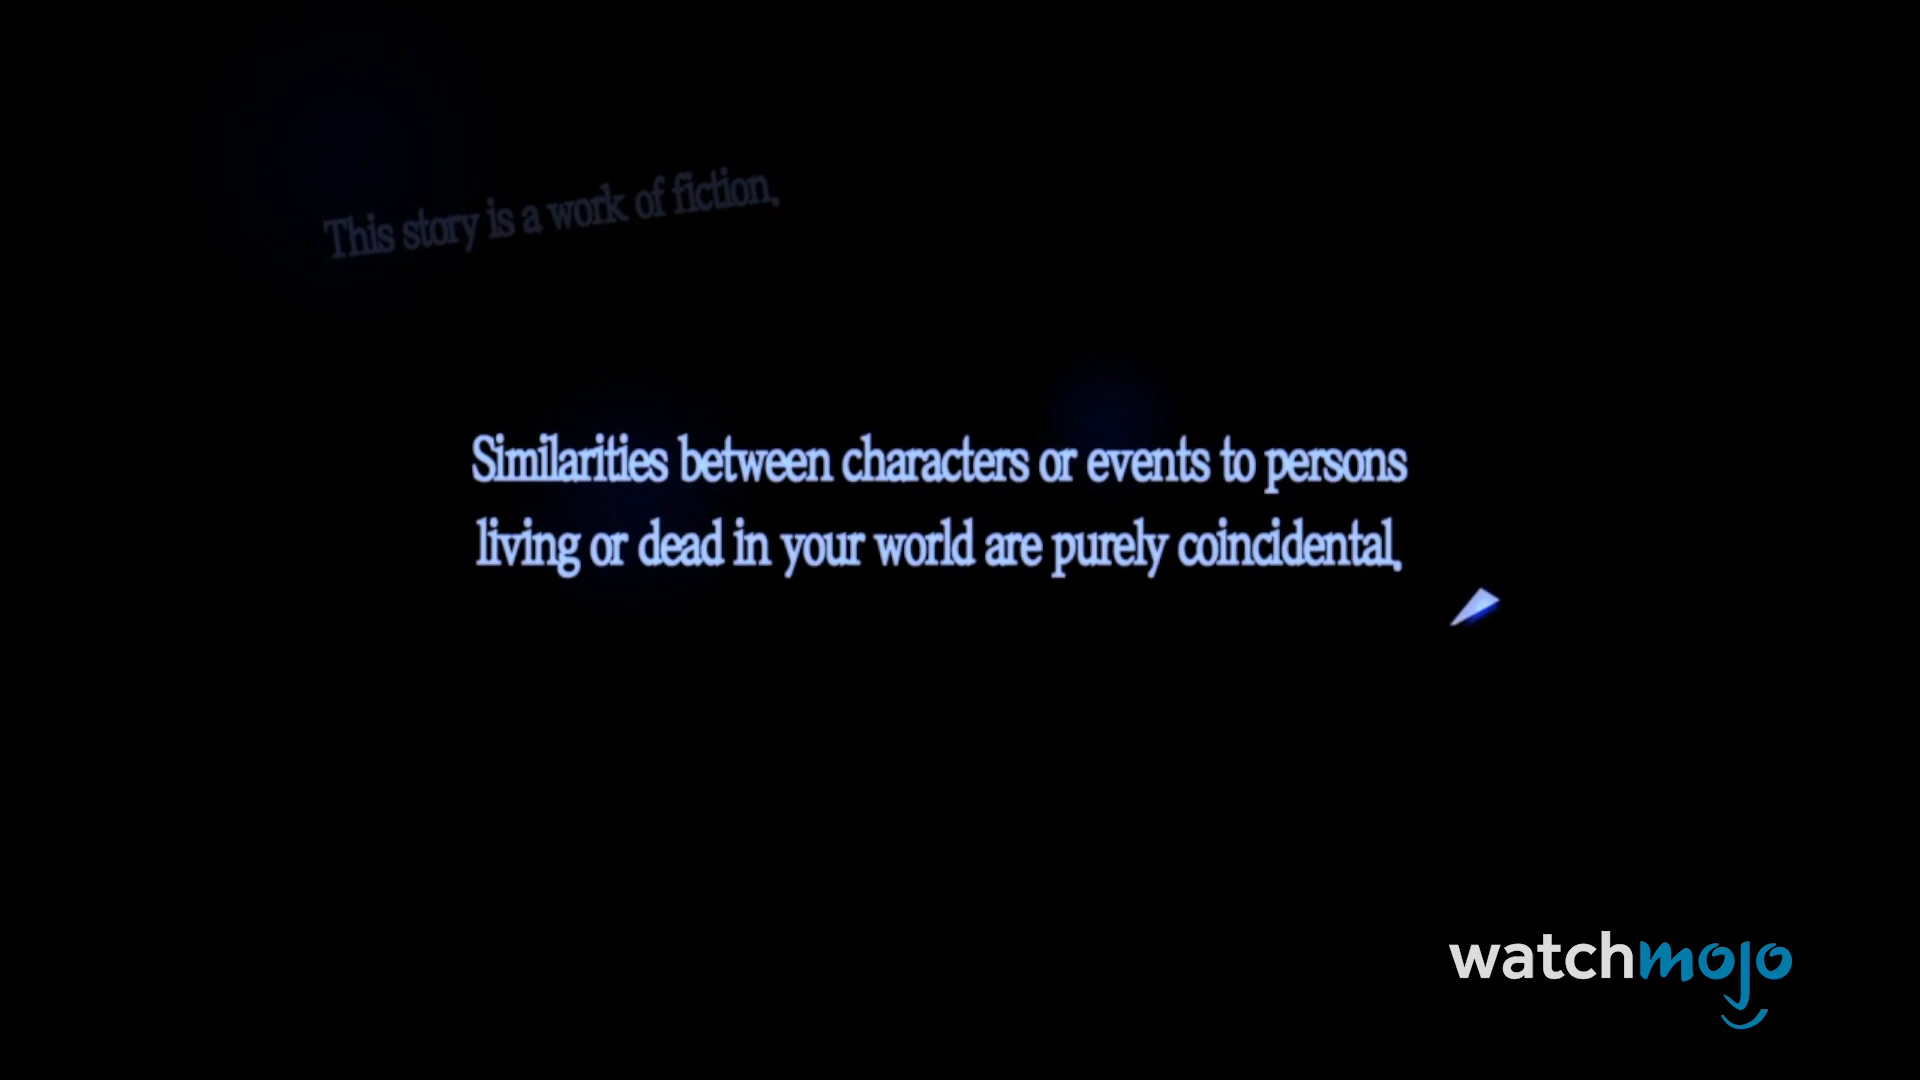 This story is a work of fiction.
Similarities between characters or events to persons
living or dead in your world are purely coincidental.
watchmojo